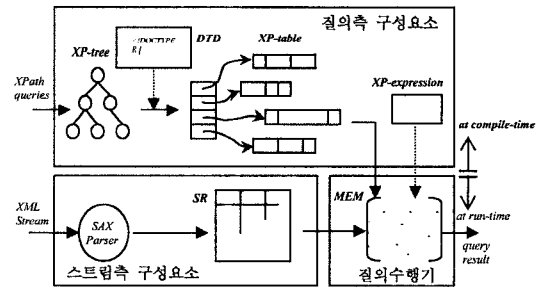 질의측 구성요소
<!DOCTYPE
DTD
XP-table
XP-tree
XPath
queries
XP-expression
at compile-time
SR
MEM
XML
Stream
SAX
Parser
at run-time
query
result
스트림측 구성요소
질의수행기